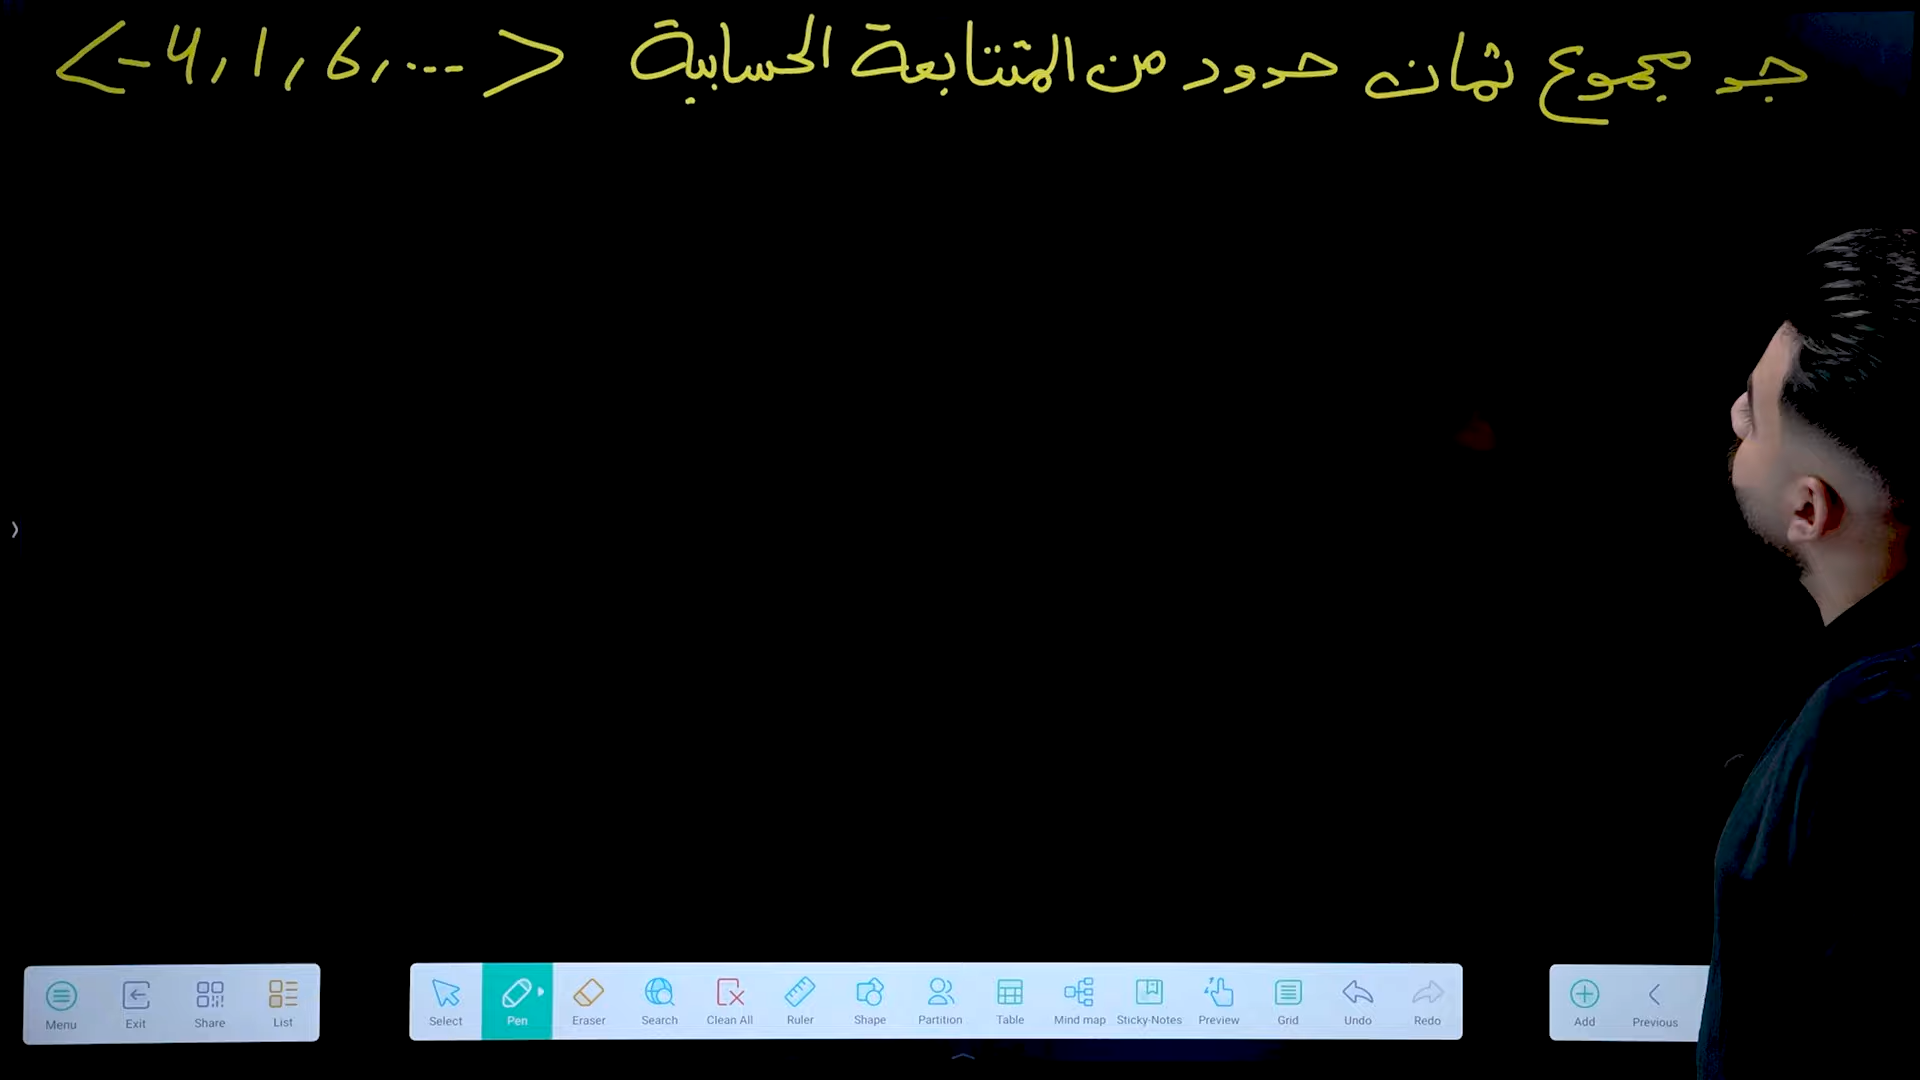 جد مجموع ثمان حدود من المتتابعة الحسابية <-4,1,6,...>
Menu
Exit
Share
List
Select
Pen
Eraser
Search
Clean All
Ruler
Shape
Partition
Table
Mind map
Sticky-Notes
Preview
Grid
Undo
Redo
Add
Previous